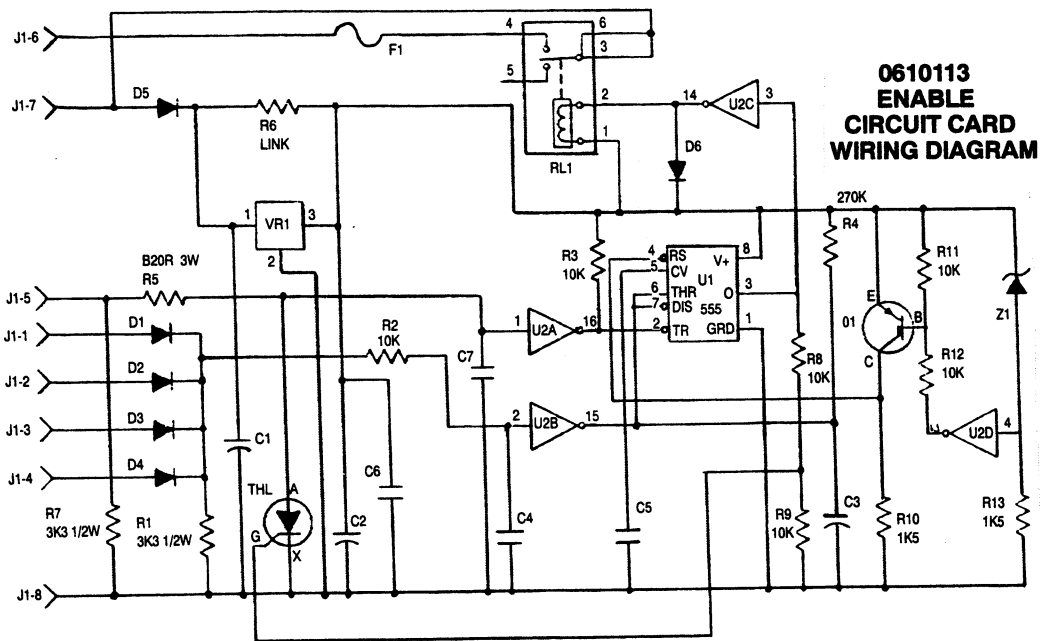 J1-6
F1
4
6
3
5
2
1
RL1
14
U2C
3
D6
0610113
ENABLE
CIRCUIT CARD
WIRING DIAGRAM
J1-7
D5
R6
LINK
1
VR1
3
2
270K
R4
R3
10K
4
RS
V+
8
5
CV
U1
6
THR
O
3
7
DIS
555
2
TR
GRD
1
R11
10K
E
01
B
C
Z1
B20R 3W
R5
J1-5
J1-1
D1
J1-2
D2
J1-3
D3
J1-4
D4
R2
10K
C7
1
U2A
16
2
U2B
15
R8
10K
R12
10K
U2D
4
C1
C6
THL
A
G
X
C2
C4
C5
R9
10K
C3
R10
1K5
R13
1K5
R7
3K3 1/2W
R1
3K3 1/2W
J1-8